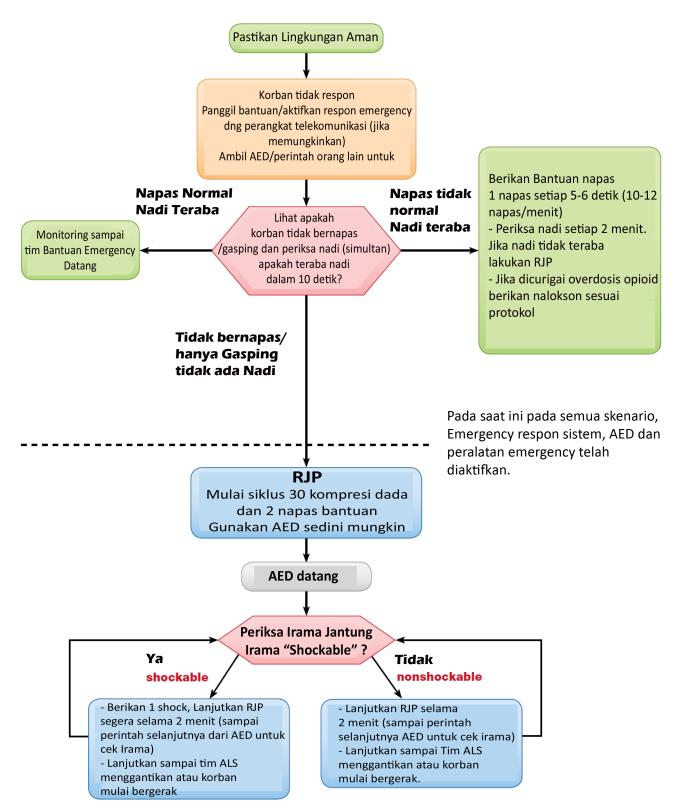 Pastikan Lingkungan Aman
Korban tidak respon
Panggil bantuan/aktifkan respon emergency
dng perangkat telekomunikasi (jika
memungkinkan)
Ambil AED/perintah orang lain untuk
Napas Normal
Nadi Teraba
Napas tidak
normal
Nadi teraba
Lihat apakah
korban tidak bernapas
/gasping dan periksa nadi (simultan)
apakah teraba nadi
dalam 10 detik?
Monitoring sampai
tim Bantuan Emergency
Datang
Berikan Bantuan napas
1 napas setiap 5-6 detik (10-12
napas/menit)
- Periksa nadi setiap 2 menit.
Jika nadi tidak teraba
lakukan RJP
- Jika dicurigai overdosis opioid
berikan nalokson sesuai
protokol
Tidak bernapas/
hanya Gasping
tidak ada Nadi
Pada saat ini pada semua skenario,
Emergency respon sistem, AED dan
peralatan emergency telah
diaktifkan.
RJP
Mulai siklus 30 kompresi dada
dan 2 napas bantuan
Gunakan AED sedini mungkin
AED datang
Periksa Irama Jantung
Irama “Shockable” ?
Ya
shockable
Tidak
nonshockable
- Berikan 1 shock, Lanjutkan RJP
segera selama 2 menit (sampai
perintah selanjutnya dari AED untuk
cek Irama)
- Lanjutkan sampai tim ALS
menggantikan atau korban
mulai bergerak
- Lanjutkan RJP selama
2 menit (sampai perintah
selanjutnya AED untuk cek irama)
- Lanjutkan sampai Tim ALS
menggantikan atau korban
mulai bergerak.